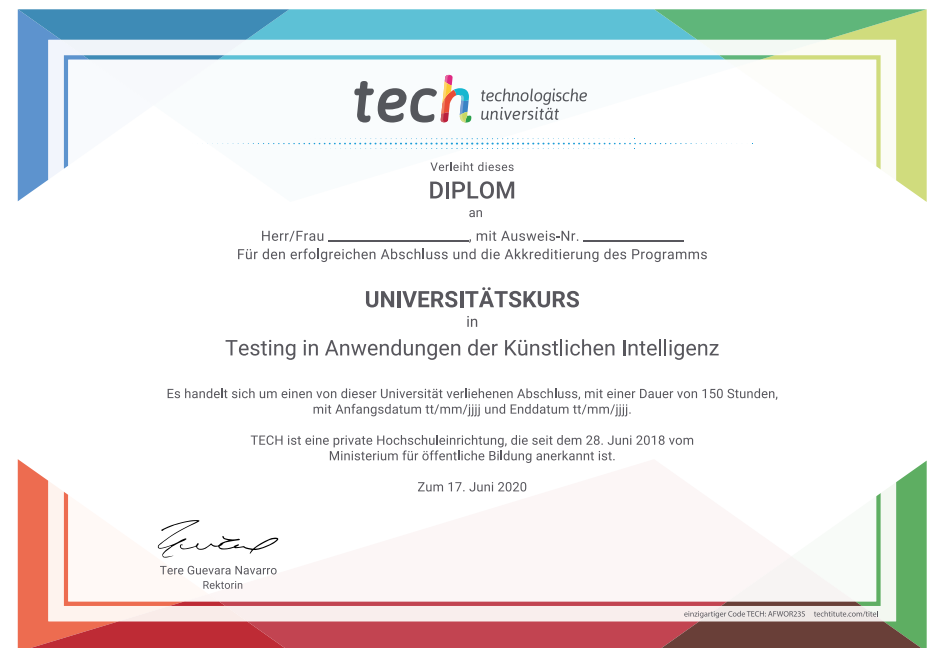 tech technologische
universität
Verleiht dieses
DIPLOM
an
Herr/Frau ________________, mit Ausweis-Nr. ____________
Für den erfolgreichen Abschluss und die Akkreditierung des Programms
UNIVERSITÄTSKURS
in
Testing in Anwendungen der Künstlichen Intelligenz
Es handelt sich um einen von dieser Universität verliehenen Abschluss, mit einer Dauer von 150 Stunden,
mit Anfangsdatum tt/mm/jjjj und Enddatum tt/mm/jjjj.
TECH ist eine private Hochschuleinrichtung, die seit dem 28. Juni 2018 vom
Ministerium für öffentliche Bildung anerkannt ist.
Zum 17. Juni 2020
Tere Guevara Navarro
Rektorin
einzigartiger Code TECH: AFWOR23S techtitute.com/titel